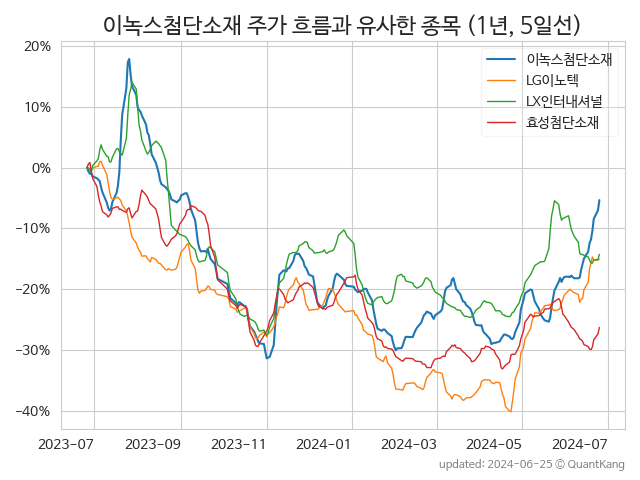 이녹스첨단소재 주가 흐름과 유사한 종목 (1년, 5일선)
이녹스첨단소재
LG이노텍
LX인터내셔널
효성첨단소재
20%
10%
0%
−10%
−20%
−30%
−40%
2023-07 2023-09 2023-11 2024-01 2024-03 2024-05 2024-07
updated: 2024-06-25 © QuantKang